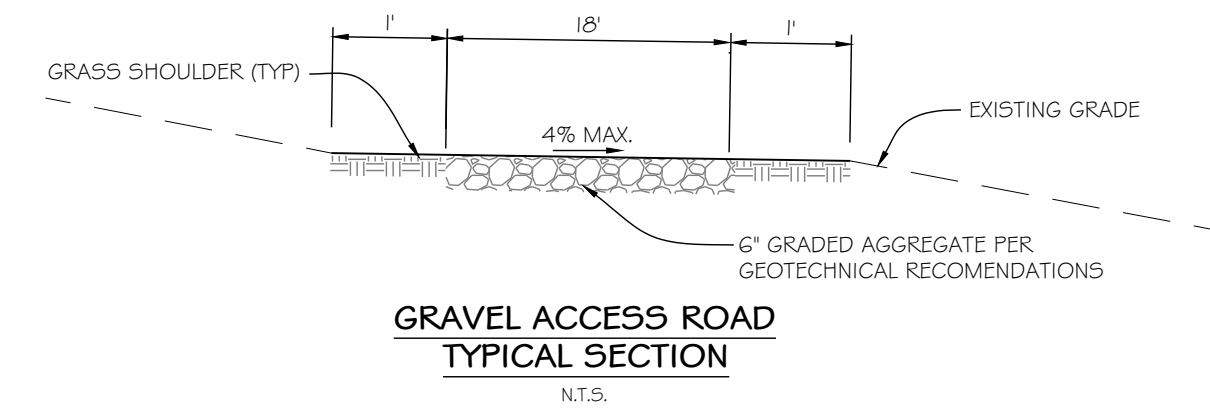 1' 18' 1'
GRASS SHOULDER (TYP)
EXISTING GRADE
4% MAX.
6" GRADED AGGREGATE PER
GEOTECHNICAL RECOMENDATIONS
GRAVEL ACCESS ROAD
TYPICAL SECTION
N.T.S.